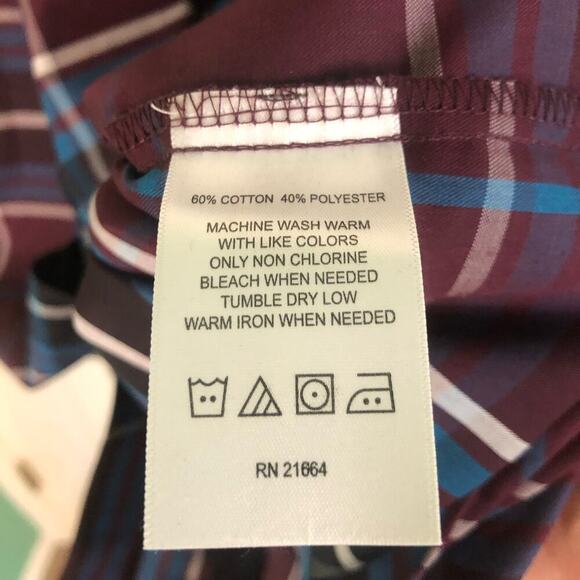 60% COTTON 40% POLYESTER
MACHINE WASH WARM
WITH LIKE COLORS
ONLY NON CHLORINE
BLEACH WHEN NEEDED
TUMBLE DRY LOW
WARM IRON WHEN NEEDED
RN 21664